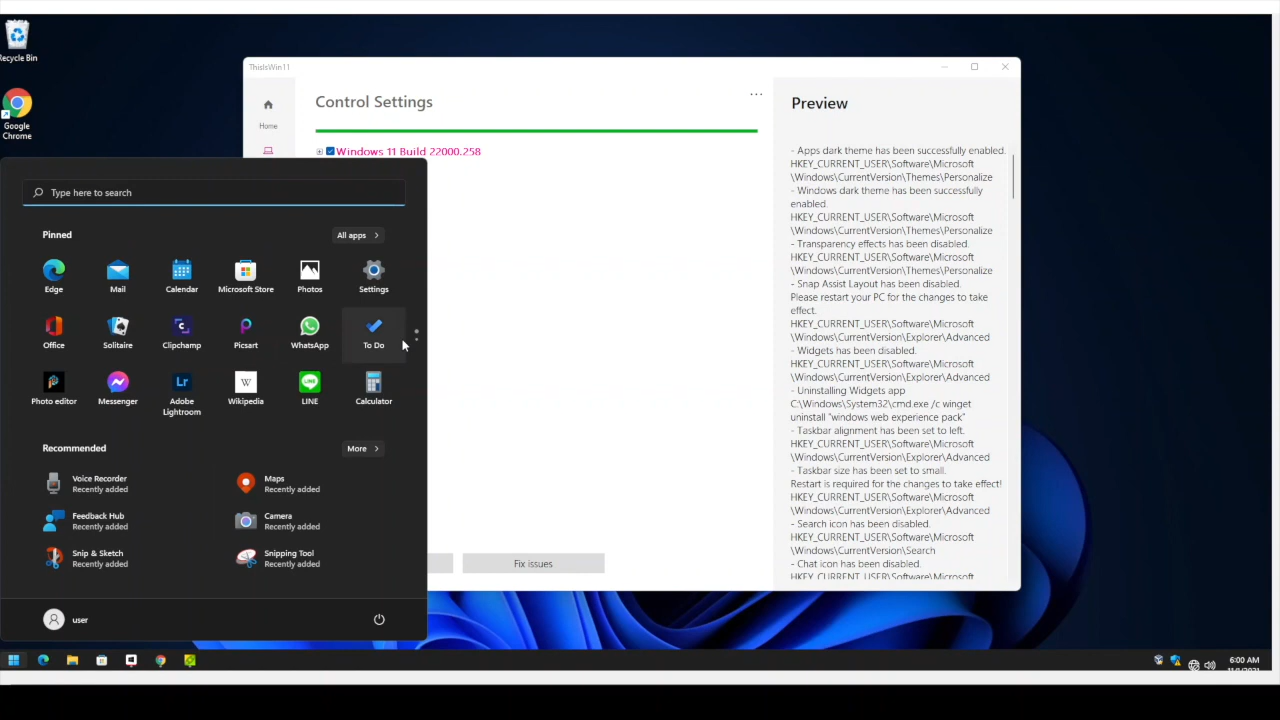 Recycle Bin
Google
Chrome
ThisIsWin11
Home
Control Settings
...
Windows 11 Build 22000.258
Fix issues
Preview
- Apps dark theme has been successfully enabled.
HKEY_CURRENT_USER\Software\Microsoft
\Windows\CurrentVersion\Themes\Personalize
- Windows dark theme has been successfully
enabled.
HKEY_CURRENT_USER\Software\Microsoft
\Windows\CurrentVersion\Themes\Personalize
- Transparency effects has been disabled.
HKEY_CURRENT_USER\Software\Microsoft
\Windows\CurrentVersion\Themes\Personalize
- Snap Assist Layout has been disabled.
Please restart your PC for the changes to take
effect.
HKEY_CURRENT_USER\Software\Microsoft
\Windows\CurrentVersion\Explorer\Advanced
- Widgets has been disabled.
HKEY_CURRENT_USER\Software\Microsoft
\Windows\CurrentVersion\Explorer\Advanced
- Uninstalling Widgets app
C:\Windows\System32\cmd.exe /c winget
uninstall "windows web experience pack"
- Taskbar alignment has been set to left.
HKEY_CURRENT_USER\Software\Microsoft
\Windows\CurrentVersion\Explorer\Advanced
- Taskbar size has been set to small.
Restart is required for the changes to take effect!
HKEY_CURRENT_USER\Software\Microsoft
\Windows\CurrentVersion\Explorer\Advanced
- Search icon has been disabled.
HKEY_CURRENT_USER\Software\Microsoft
\Windows\CurrentVersion\Search
- Chat icon has been disabled.
HKEY_CURRENT_USER\Software\Microsoft
Type here to search
Pinned
All apps >
Edge
Mail
Calendar
Microsoft Store
Photos
Settings
Office
Solitaire
Clipchamp
Picsart
WhatsApp
To Do
Photo editor
Messenger
Adobe
Lightroom
Wikipedia
LINE
Calculator
Recommended
More >
Voice Recorder
Recently added
Maps
Recently added
Feedback Hub
Recently added
Camera
Recently added
Snip & Sketch
Recently added
Snipping Tool
Recently added
user
6:00 AM